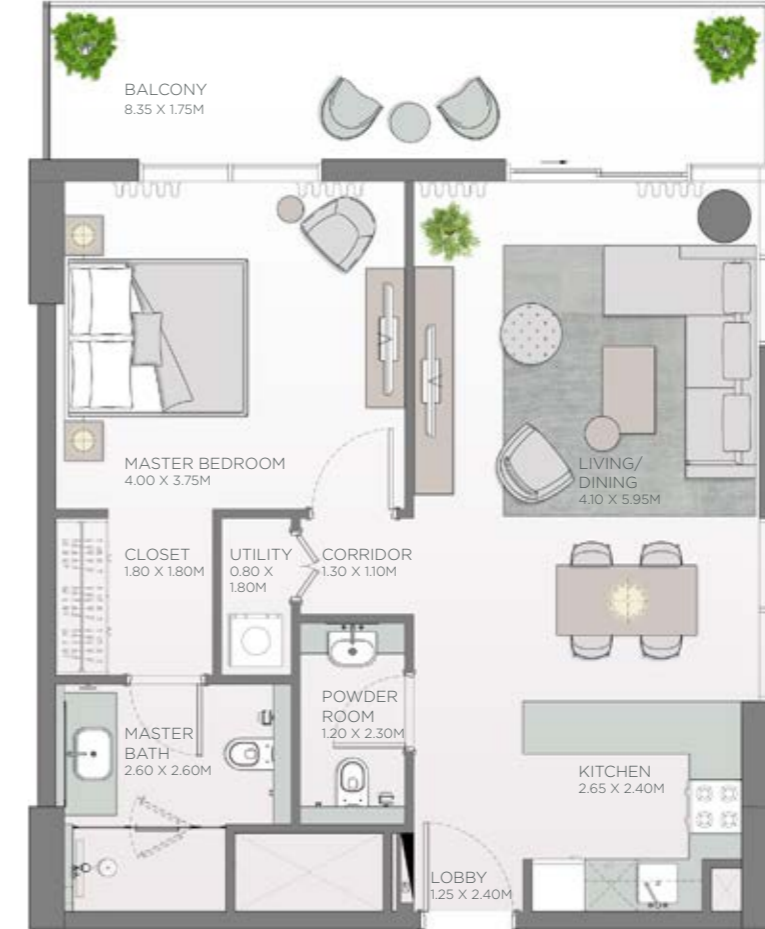 BALCONY
8.35 X 1.75M
MASTER BEDROOM
4.00 X 3.75M
LIVING/
DINING
4.10 X 5.95M
CLOSET
1.80 X 1.80M
UTILITY
0.80 X
1.80M
CORRIDOR
1.30 X 1.10M
POWDER
ROOM
1.20 X 2.30M
MASTER
BATH
2.60 X 2.60M
KITCHEN
2.65 X 2.40M
LOBBY
1.25 X 2.40M